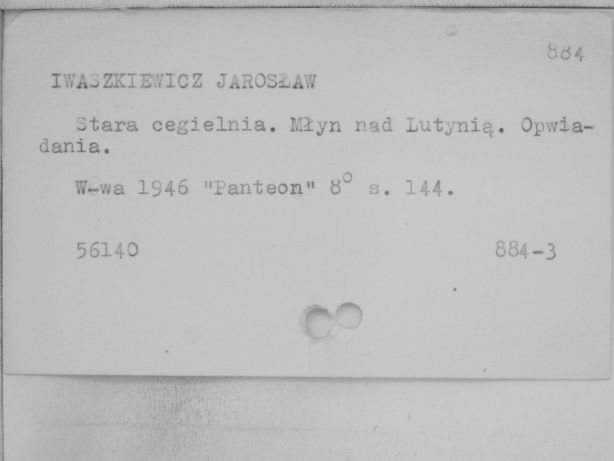 884
IWASZKIEWICZ JAROSŁAW
Stara cegielnia. Młyn nad Lutynią. Opwia-
dania.
W-wa 1946 "Panteon" 8° s. 144.
56140 884-3